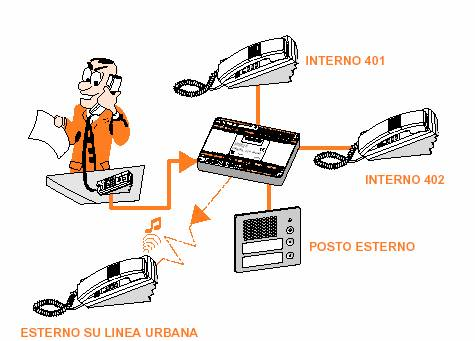 INTERNO 401
INTERNO 402
POSTO ESTERNO
ESTERNO SU LINEA URBANA